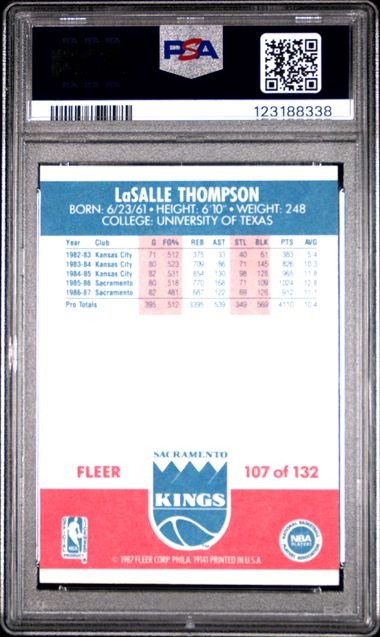 PSA
123188338
LaSALLE THOMPSON
BORN: 6/23/61 • HEIGHT: 6'10" • WEIGHT: 248
COLLEGE: UNIVERSITY OF TEXAS
Year Club G FG% REB AST STL BLK PTS AVG
1982-83 Kansas City 71 .512 375 33 40 61 383 5.4
1983-84 Kansas City 80 .523 709 86 71 145 826 10.3
1984-85 Kansas City 82 .531 854 130 98 128 965 11.8
1985-86 Sacramento 80 .518 770 168 71 109 1024 12.8
1986-87 Sacramento 82 .481 687 122 69 126 912 11.1
Pro Totals 395 .512 3395 539 349 569 4110 10.4
SACRAMENTO
KINGS
FLEER
107 of 132
NBA
PLAYERS
© 1987 FLEER CORP. PHILA. 19141 PRINTED IN U.S.A
PSA